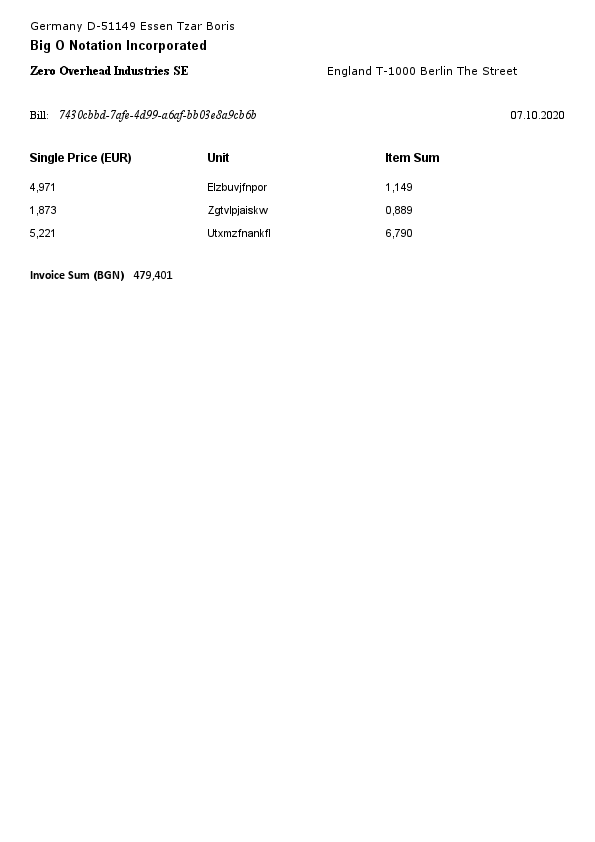 Germany D-51149 Essen Tzar Boris
Big O Notation Incorporated
Zero Overhead Industries SE England T-1000 Berlin The Street
Bill: 7430cbbd-7afe-4d99-a6af-bb03e8a9cb6b 07.10.2020
Single Price (EUR) Unit Item Sum
4,971 Elzbuvjfnpor 1,149
1,873 Zgtvlpjaiskw 0,889
5,221 Utxmzfnankfl 6,790
Invoice Sum (BGN) 479,401